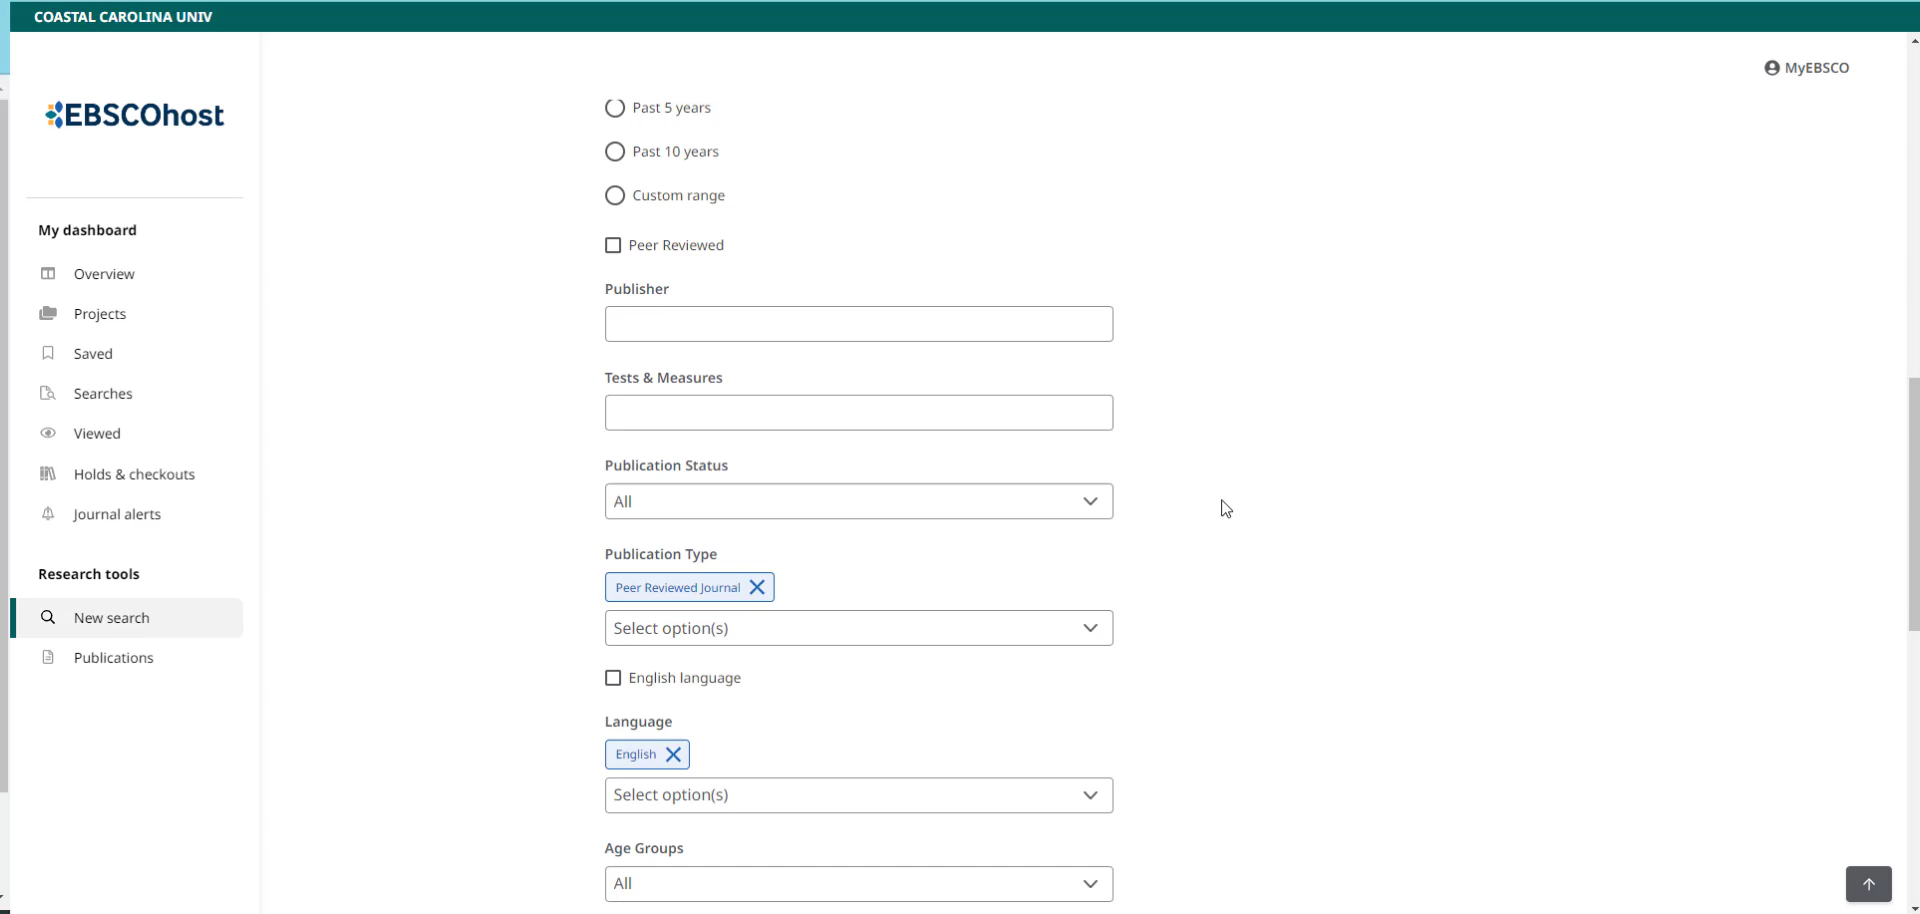 COASTAL CAROLINA UNIV
MyEBSCO
EBSCOhost
My dashboard
Overview
Projects
Saved
Searches
Viewed
Holds & checkouts
Journal alerts
Research tools
New search
Publications
Past 5 years
Past 10 years
Custom range
Peer Reviewed
Publisher
Tests & Measures
Publication Status
All
Publication Type
Peer Reviewed Journal
Select option(s)
English language
Language
English
Select option(s)
Age Groups
All